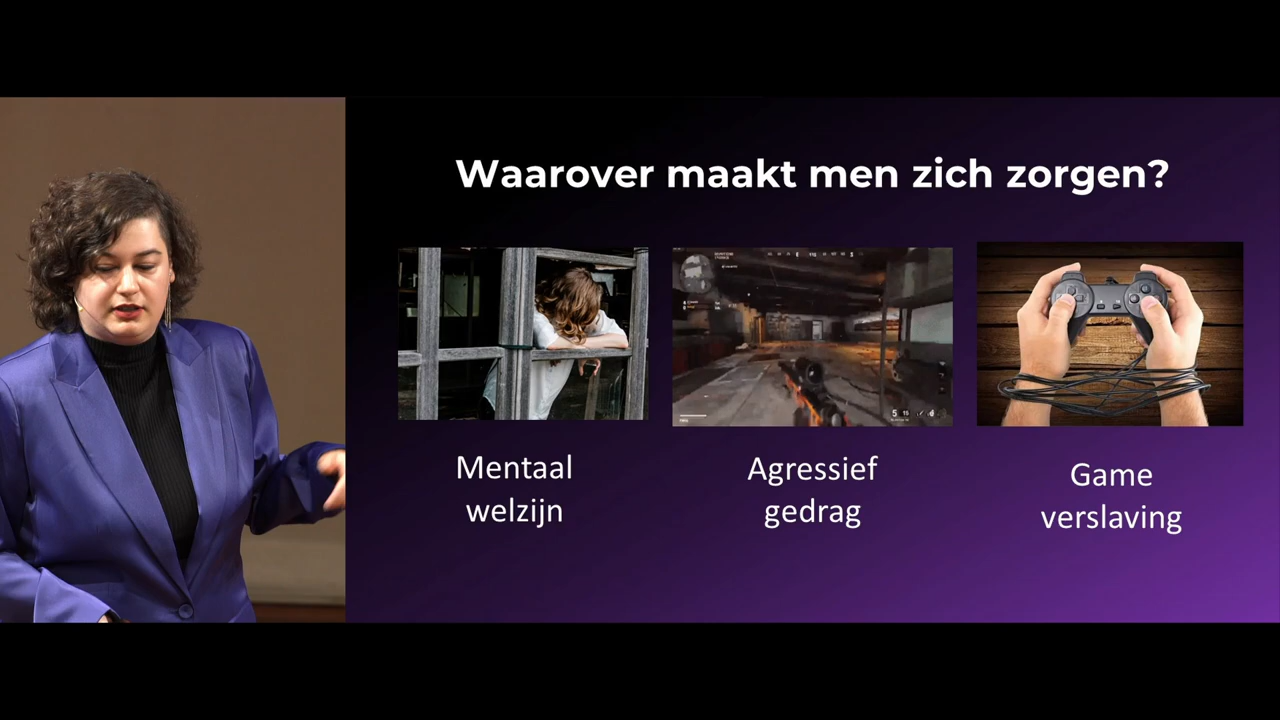 Waarover maakt men zich zorgen?
Mentaal
welzijn
Agressief
gedrag
Game
verslaving